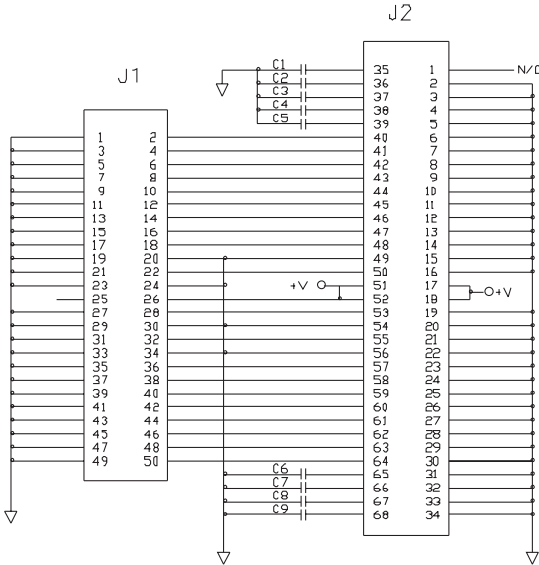 J2
J1
C1 35 1 N/C
C2 36 2
C3 37 3
C4 38 4
C5 39 5
1 2 40 6
3 4 41 7
5 6 42 8
7 8 43 9
9 10 44 10
11 12 45 11
13 14 46 12
15 16 47 13
17 18 48 14
19 20 49 15
21 22 50 16
23 24 +V 51 17
+V
25 26 52 18
27 28 53 19
29 30 54 20
31 32 55 21
33 34 56 22
35 36 57 23
37 38 58 24
39 40 59 25
41 42 60 26
43 44 61 27
45 46 62 28
47 48 63 29
49 50 64 30
C6 65 31
C7 66 32
C8 67 33
C9 68 34